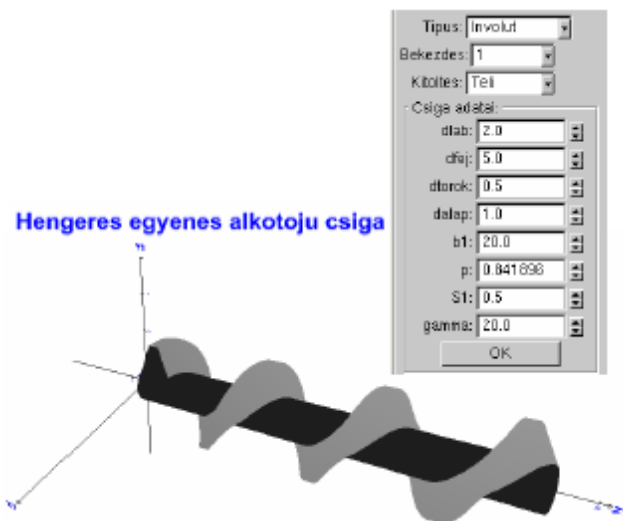 Tipus: Involut
Bekezdes: 1
Kitoltes: Teli
Csiga adatai:
dlab: 2.0
dfej: 5.0
dtorok: 0.5
dalap: 1.0
b1: 20.0
p: 0.841896
S1: 0.5
gamma: 20.0
OK
Hengeres egyenes alkotoju csiga